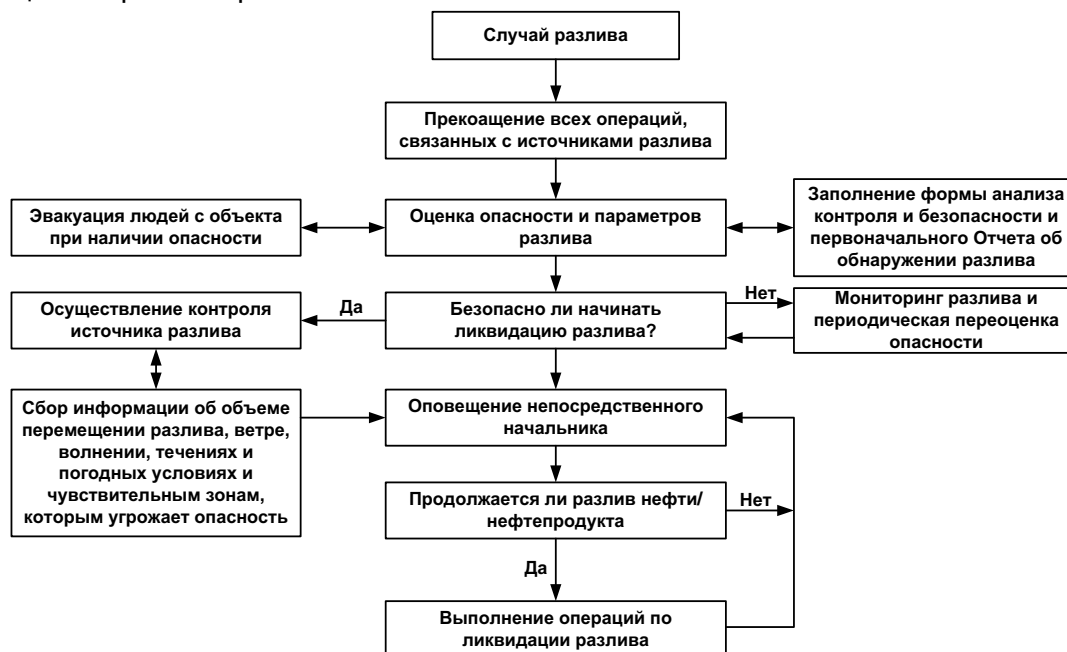 Случай разлива
Прекоащение всех операций,
связанных с источниками разлива
Эвакуация людей с объекта
при наличии опасности
Оценка опасности и параметров
разлива
Заполнение формы анализа
контроля и безопасности и
первоначального Отчета об
обнаружении разлива
Осуществление контроля
источника разлива
Да
Безопасно ли начинать
ликвидацию разлива?
Нет
Мониторинг разлива и
периодическая переоценка
опасности
Сбор информации об объеме
перемещении разлива, ветре,
волнении, течениях и
погодных условиях и
чувствительным зонам,
которым угрожает опасность
Оповещение непосредственного
начальника
Продолжается ли разлив нефти/
нефтепродукта
Нет
Да
Выполнение операций по
ликвидации разлива